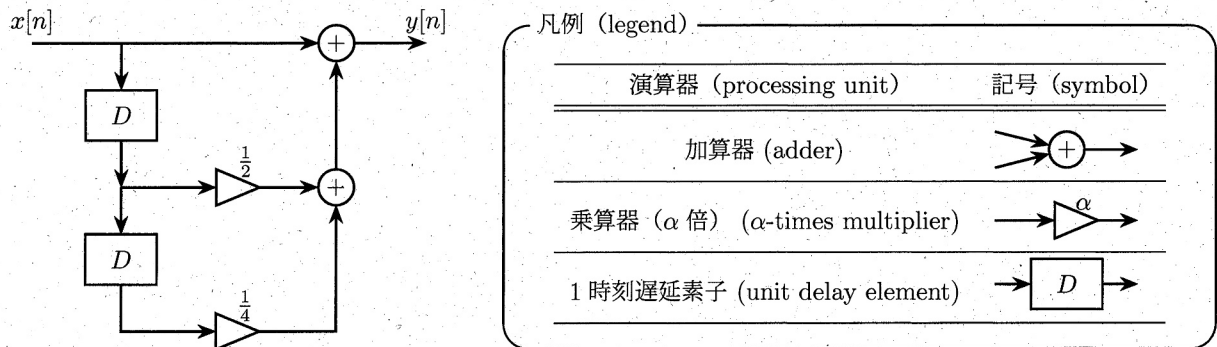 x[n]
y[n]
+
D
1/2
+
D
1/4
凡例（legend）
演算器（processing unit）
記号（symbol）
加算器 (adder)
+
乗算器（α 倍）(α-times multiplier)
α
1 時刻遅延素子 (unit delay element)
D